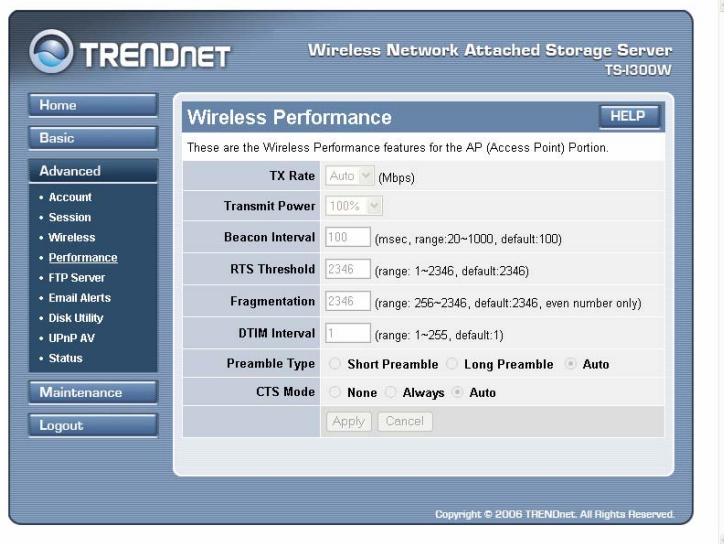 TRENDNET
Wireless Network Attached Storage Server
TS-I300W
Home
Basic
Advanced
• Account
• Session
• Wireless
• Performance
• FTP Server
• Email Alerts
• Disk Utility
• UPnP AV
• Status
Maintenance
Logout
Wireless Performance
HELP
These are the Wireless Performance features for the AP (Access Point) Portion.
TX Rate Auto (Mbps)
Transmit Power 100%
Beacon Interval 100 (msec, range:20~1000, default:100)
RTS Threshold 2346 (range: 1~2346, default:2346)
Fragmentation 2346 (range: 256~2346, default:2346, even number only)
DTIM Interval 1 (range: 1~255, default:1)
Preamble Type Short Preamble Long Preamble Auto
CTS Mode None Always Auto
Apply Cancel
Copyright © 2006 TRENDnet. All Rights Reserved.